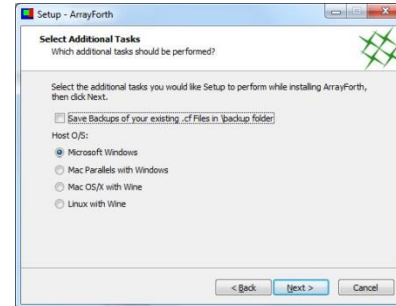 Setup - ArrayForth
Select Additional Tasks
Which additional tasks should be performed?
Select the additional tasks you would like Setup to perform while installing ArrayForth,
then click Next.
Save Backups of your existing .cf Files in \backup folder
Host O/S:
Microsoft Windows
Mac Parallels with Windows
Mac OS/X with Wine
Linux with Wine
< Back Next > Cancel